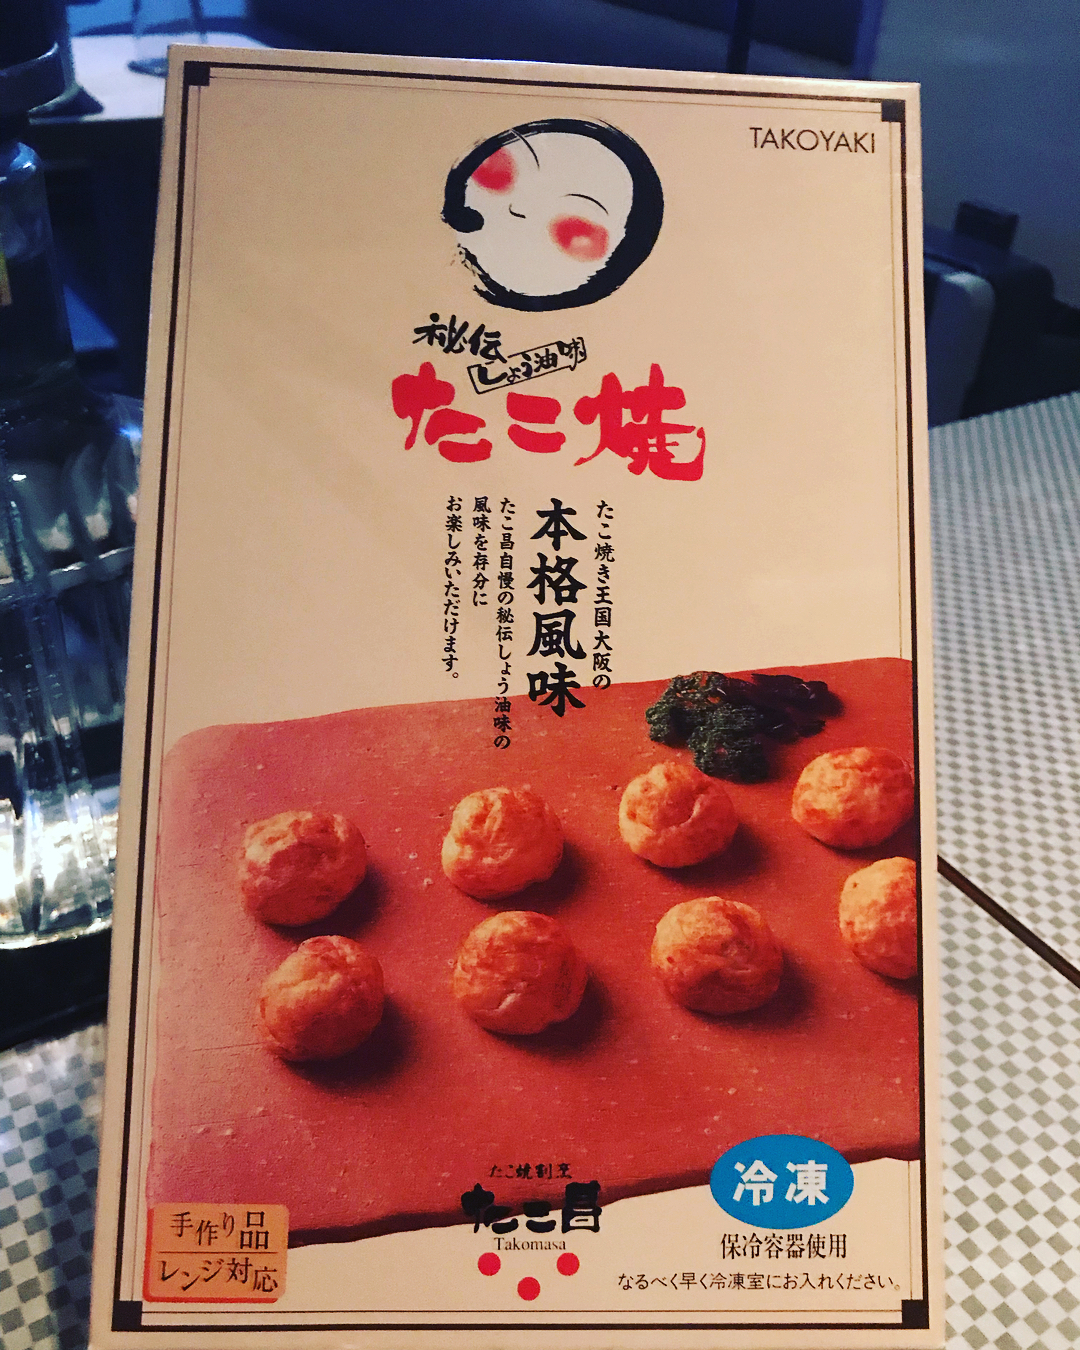 TAKOYAKI
秘伝
しょう油味
たこ焼
たこ焼き王国大阪の
本格風味
たこ昌自慢の秘伝しょう油味の
風味を存分に
お楽しみいただけます。
たこ焼割烹
たこ昌
Takomasa
手作り品
レンジ対応
冷凍
保冷容器使用
なるべく早く冷凍室にお入れください。